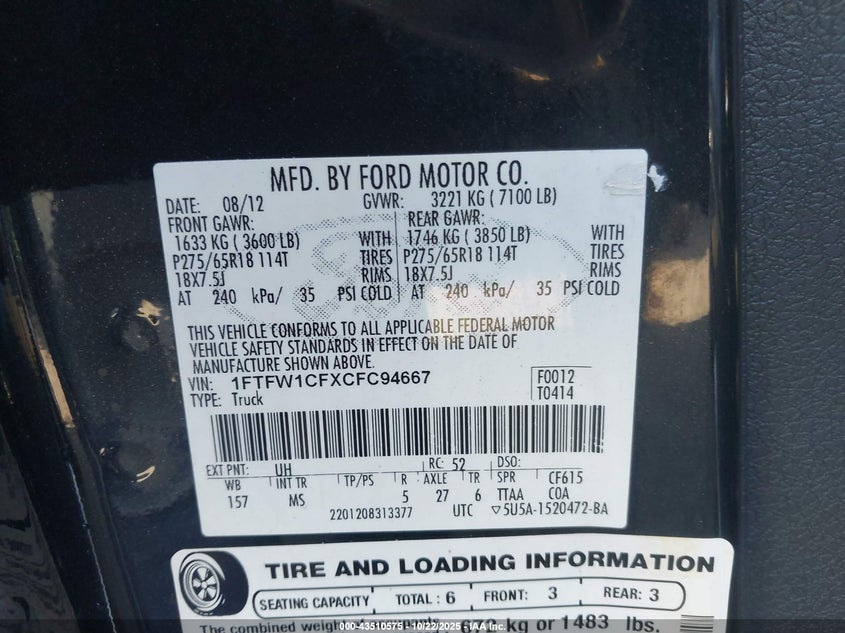 MFD. BY FORD MOTOR CO.
DATE: 08/12 GVWR: 3221 KG ( 7100 LB)
FRONT GAWR: REAR GAWR:
1633 KG ( 3600 LB) WITH 1746 KG ( 3850 LB) WITH
P275/65R18 114T TIRES P275/65R18 114T TIRES
18X7.5J RIMS 18X7.5J RIMS
AT 240 kPa/ 35 PSI COLD AT 240 kPa/ 35 PSI COLD
THIS VEHICLE CONFORMS TO ALL APPLICABLE FEDERAL MOTOR
VEHICLE SAFETY STANDARDS IN EFFECT ON THE DATE OF
MANUFACTURE SHOWN ABOVE.
VIN: 1FTFW1CFXCFC94667 F0012
TYPE: Truck T0414
EXT PNT: UH RC: 52 DSO:
WB INT TR TP/PS R AXLE TR SPR CF615
157 MS 5 27 6 TTAA COA
2201208313377 UTC ▽5U5A-1520472-BA
TIRE AND LOADING INFORMATION
SEATING CAPACITY TOTAL : 6 FRONT: 3 REAR: 3
The combined weight kg or 1483 lbs.
000-43510575 - 10/22/2025 - IAA Inc.